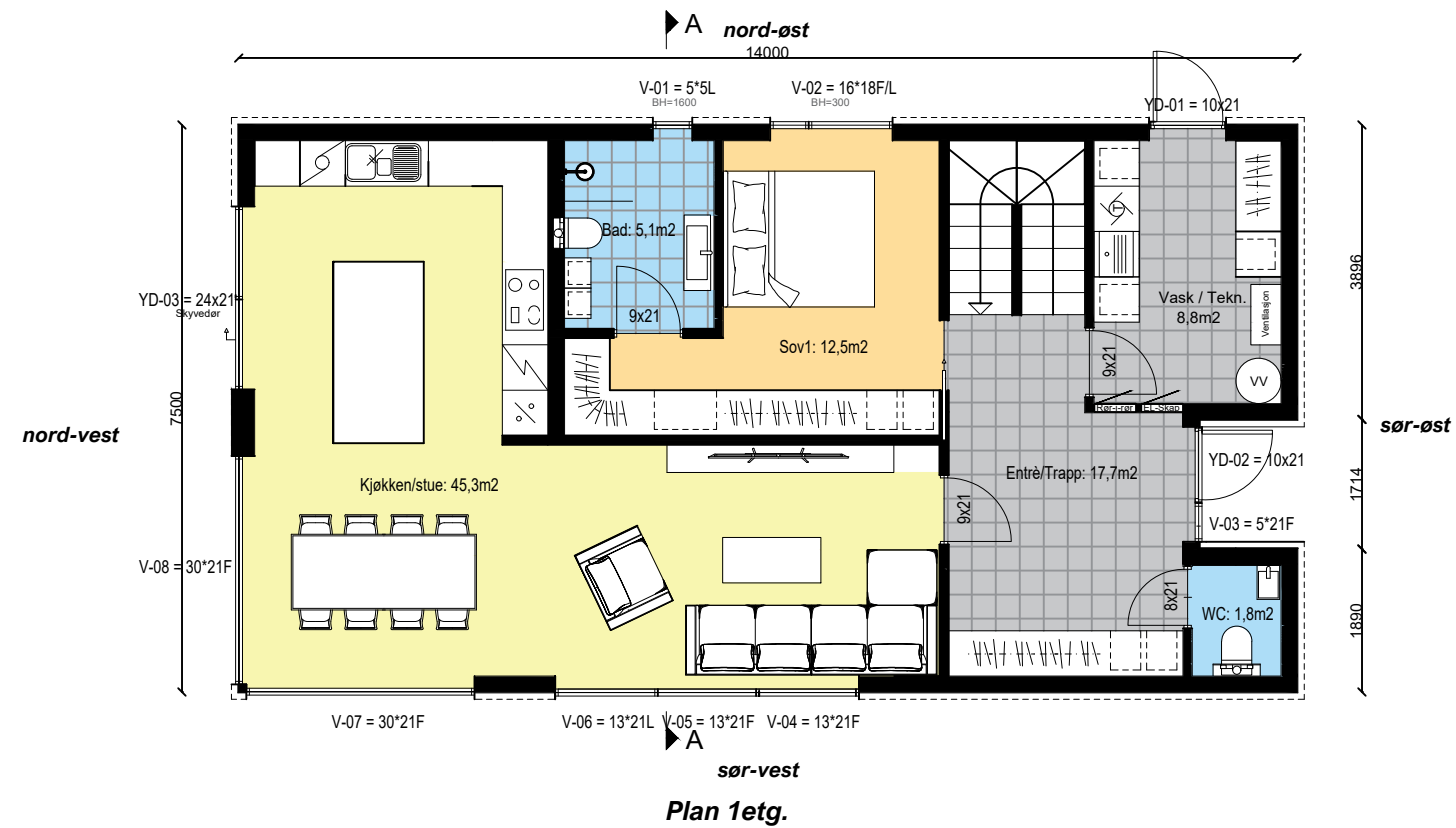 A
nord-øst
14000
V-01 = 5*5L
BH=1600
V-02 = 16*18F/L
BH=300
YD-01 = 10x21
Bad: 5,1m2
9x21
Sov1: 12,5m2
T
Vask / Tekn.
8,8m2
Ventilasjon
VV
9x21
Rør-i-rør
EL-Skap
3896
YD-03 = 24x21
Skyvedør
7500
nord-vest
sør-øst
YD-02 = 10x21
1714
V-03 = 5*21F
Kjøkken/stue: 45,3m2
Entrè/Trapp: 17,7m2
9x21
V-08 = 30*21F
8x21
WC: 1,8m2
1890
V-07 = 30*21F
V-06 = 13*21L
V-05 = 13*21F
V-04 = 13*21F
A
sør-vest
Plan 1etg.